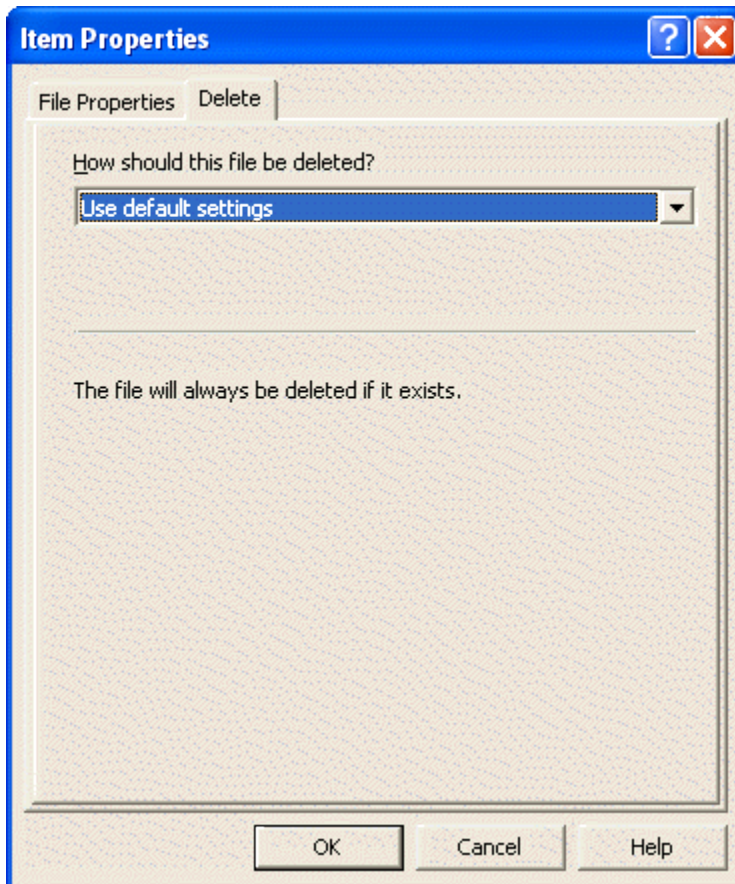 Item Properties
File Properties
Delete
How should this file be deleted?
Use default settings
The file will always be deleted if it exists.
OK
Cancel
Help